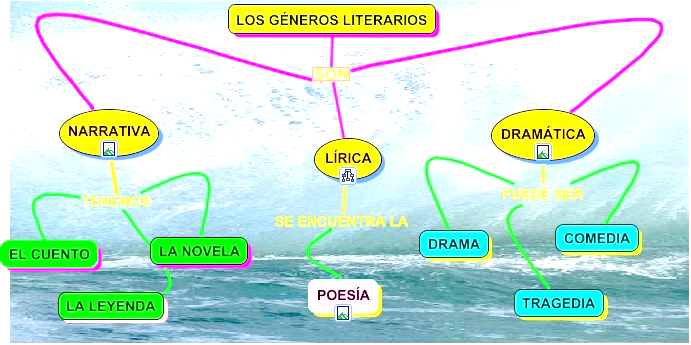 LOS GÉNEROS LITERARIOS
SON
NARRATIVA
LÍRICA
DRAMÁTICA
TENEMOS
SE ENCUENTRA LA
PUEDE SER
EL CUENTO
LA NOVELA
LA LEYENDA
POESÍA
DRAMA
COMEDIA
TRAGEDIA